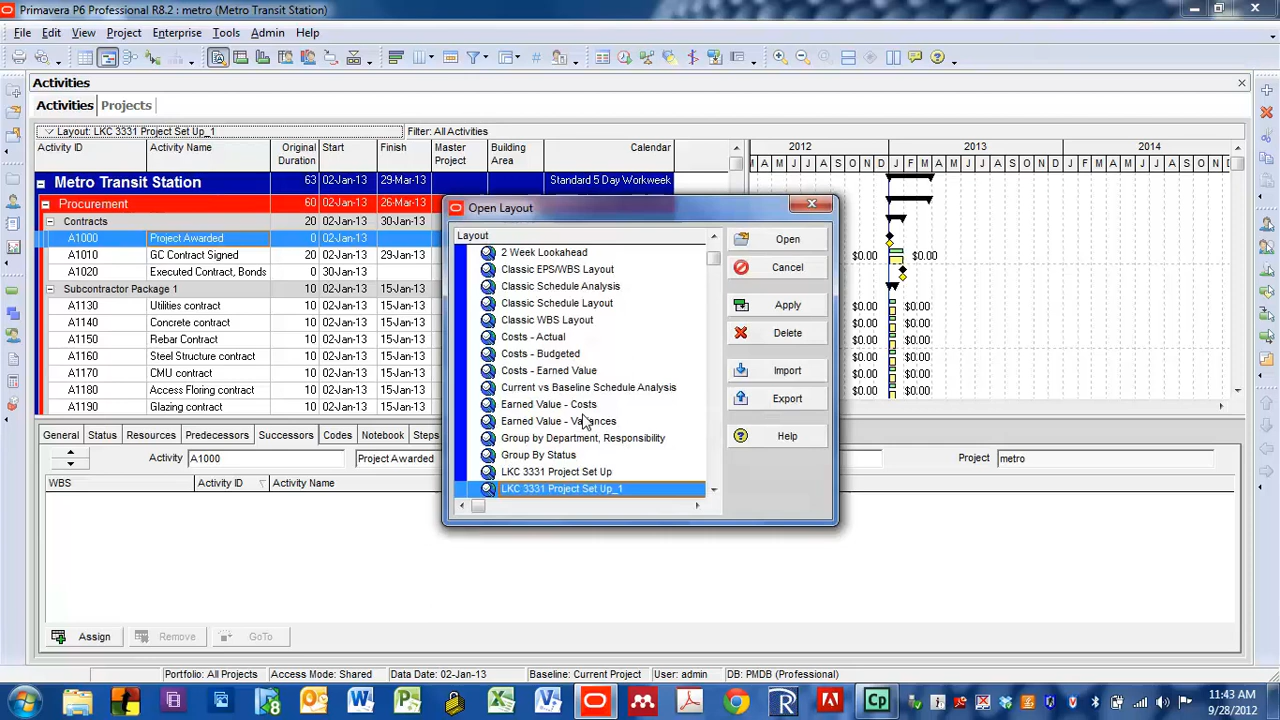 Primavera P6 Professional R8.2 : metro (Metro Transit Station)
File Edit View Project Enterprise Tools Admin Help
Activities
Activities Projects
Layout: LKC 3331 Project Set Up_1 Filter: All Activities
Activity ID Activity Name Original Duration Start Finish Master Project Building Area Calendar 2012 2013 2014
A M J J A S O N D J F M A M J J A S O N D J F M A M J J A S O N D
Metro Transit Station 63 02-Jan-13 29-Mar-13 Standard 5 Day Workweek
Procurement 60 02-Jan-13 26-Mar-13
Contracts 20 02-Jan-13 30-Jan-13
A1000 Project Awarded 0 02-Jan-13
A1010 GC Contract Signed 20 02-Jan-13 29-Jan-13 $0.00 $0.00
A1020 Executed Contract, Bonds 0 30-Jan-13
Subcontractor Package 1 10 02-Jan-13 15-Jan-13
A1130 Utilities contract 10 02-Jan-13 15-Jan-13 $0.00 $0.00
A1140 Concrete contract 10 02-Jan-13 15-Jan-13 $0.00 $0.00
A1150 Rebar Contract 10 02-Jan-13 15-Jan-13 $0.00 $0.00
A1160 Steel Structure contract 10 02-Jan-13 15-Jan-13 $0.00 $0.00
A1170 CMU contract 10 02-Jan-13 15-Jan-13 $0.00 $0.00
A1180 Access Floring contract 10 02-Jan-13 15-Jan-13 $0.00 $0.00
A1190 Glazing contract 10 02-Jan-13 15-Jan-13 $0.00 $0.00
Open Layout
Layout
2 Week Lookahead
Classic EPS/WBS Layout
Classic Schedule Analysis
Classic Schedule Layout
Classic WBS Layout
Costs - Actual
Costs - Budgeted
Costs - Earned Value
Current vs Baseline Schedule Analysis
Earned Value - Costs
Earned Value - Variances
Group by Department, Responsibility
Group By Status
LKC 3331 Project Set Up
LKC 3331 Project Set Up_1
Open
Cancel
Apply
Delete
Import
Export
Help
General Status Resources Predecessors Successors Codes Notebook Steps
Activity A1000 Project Awarded Project metro
WBS Activity ID Activity Name
Assign Remove GoTo
Portfolio: All Projects Access Mode: Shared Data Date: 02-Jan-13 Baseline: Current Project User: admin DB: PMDB (Professional)
11:43 AM
9/28/2012